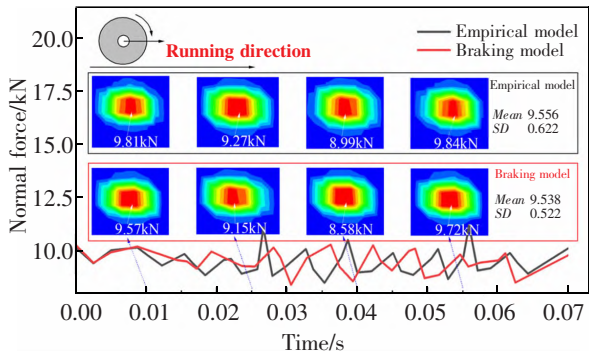 Empirical model
Braking model
Running direction
Normal force/kN
20.0
17.5
15.0
12.5
10.0
Empirical model
Mean 9.556
SD 0.622
9.81kN
9.27kN
8.99kN
9.84kN
Braking model
Mean 9.538
SD 0.522
9.57kN
9.15kN
8.58kN
9.72kN
0.00
0.01
0.02
0.03
0.04
0.05
0.06
0.07
Time/s